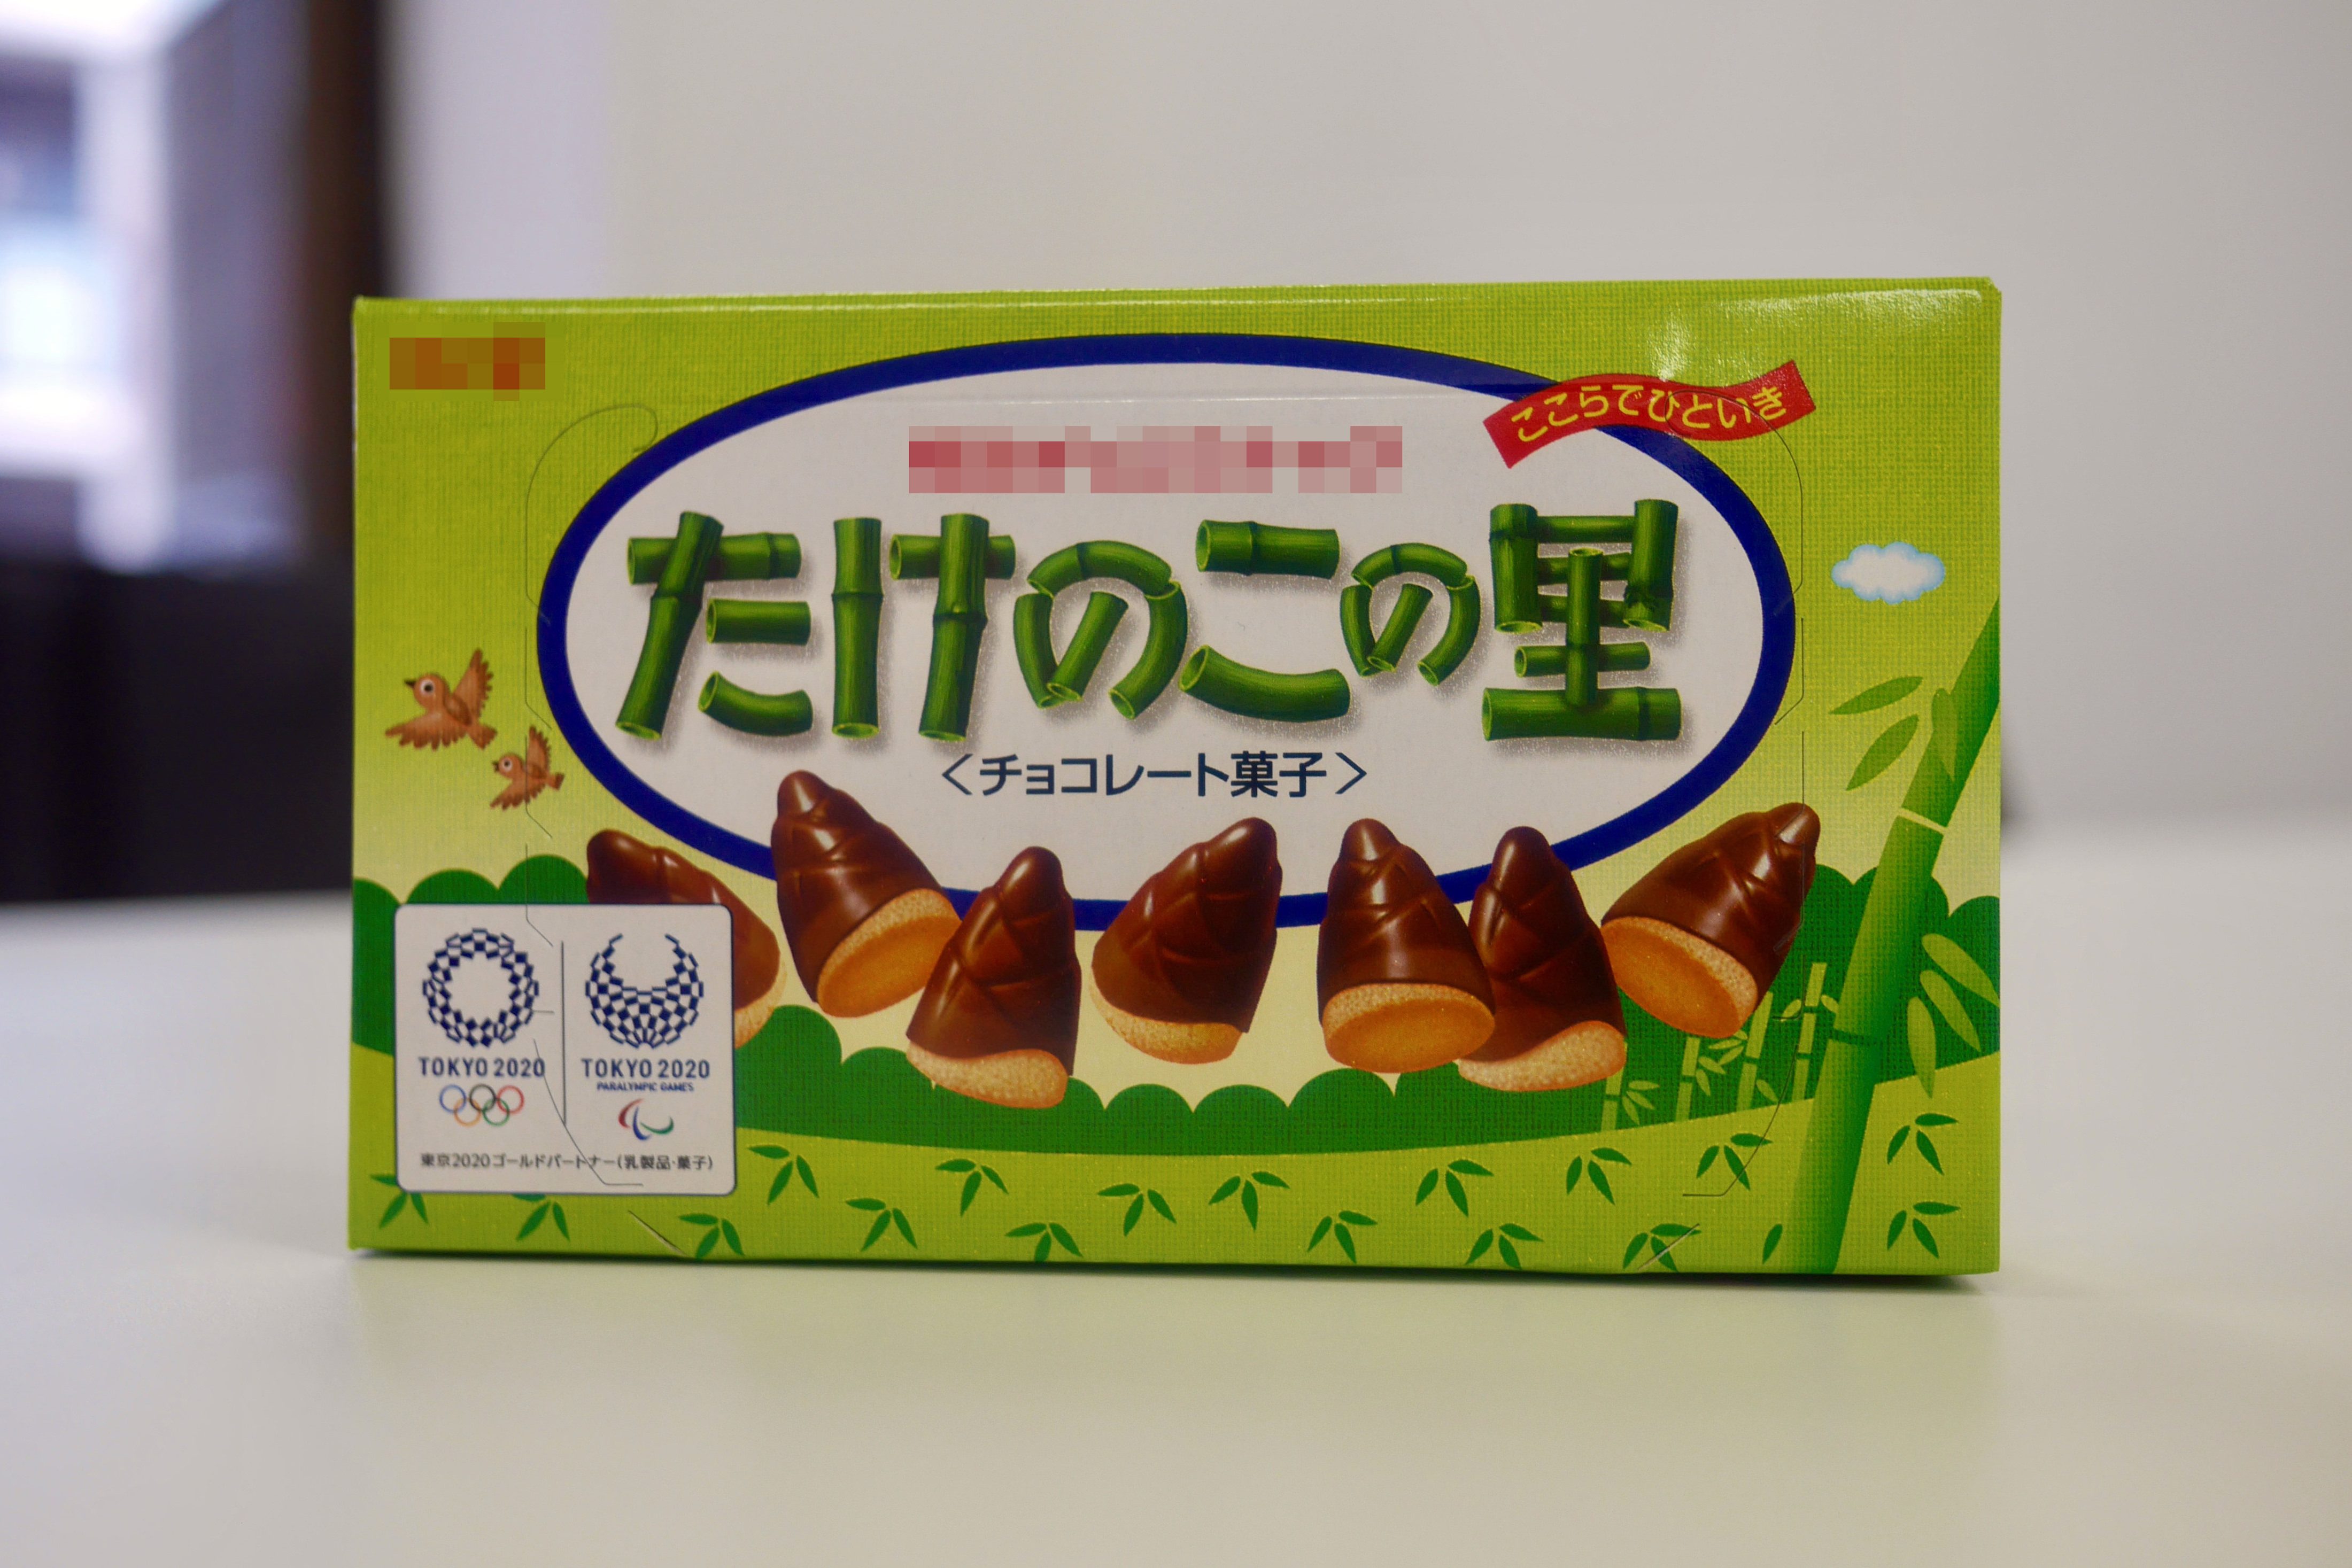 ここらでひといき
たけのこの里
<チョコレート菓子>
TOKYO 2020
TOKYO 2020
PARALYMPIC GAMES
東京2020ゴールドパートナー(乳製品・菓子)